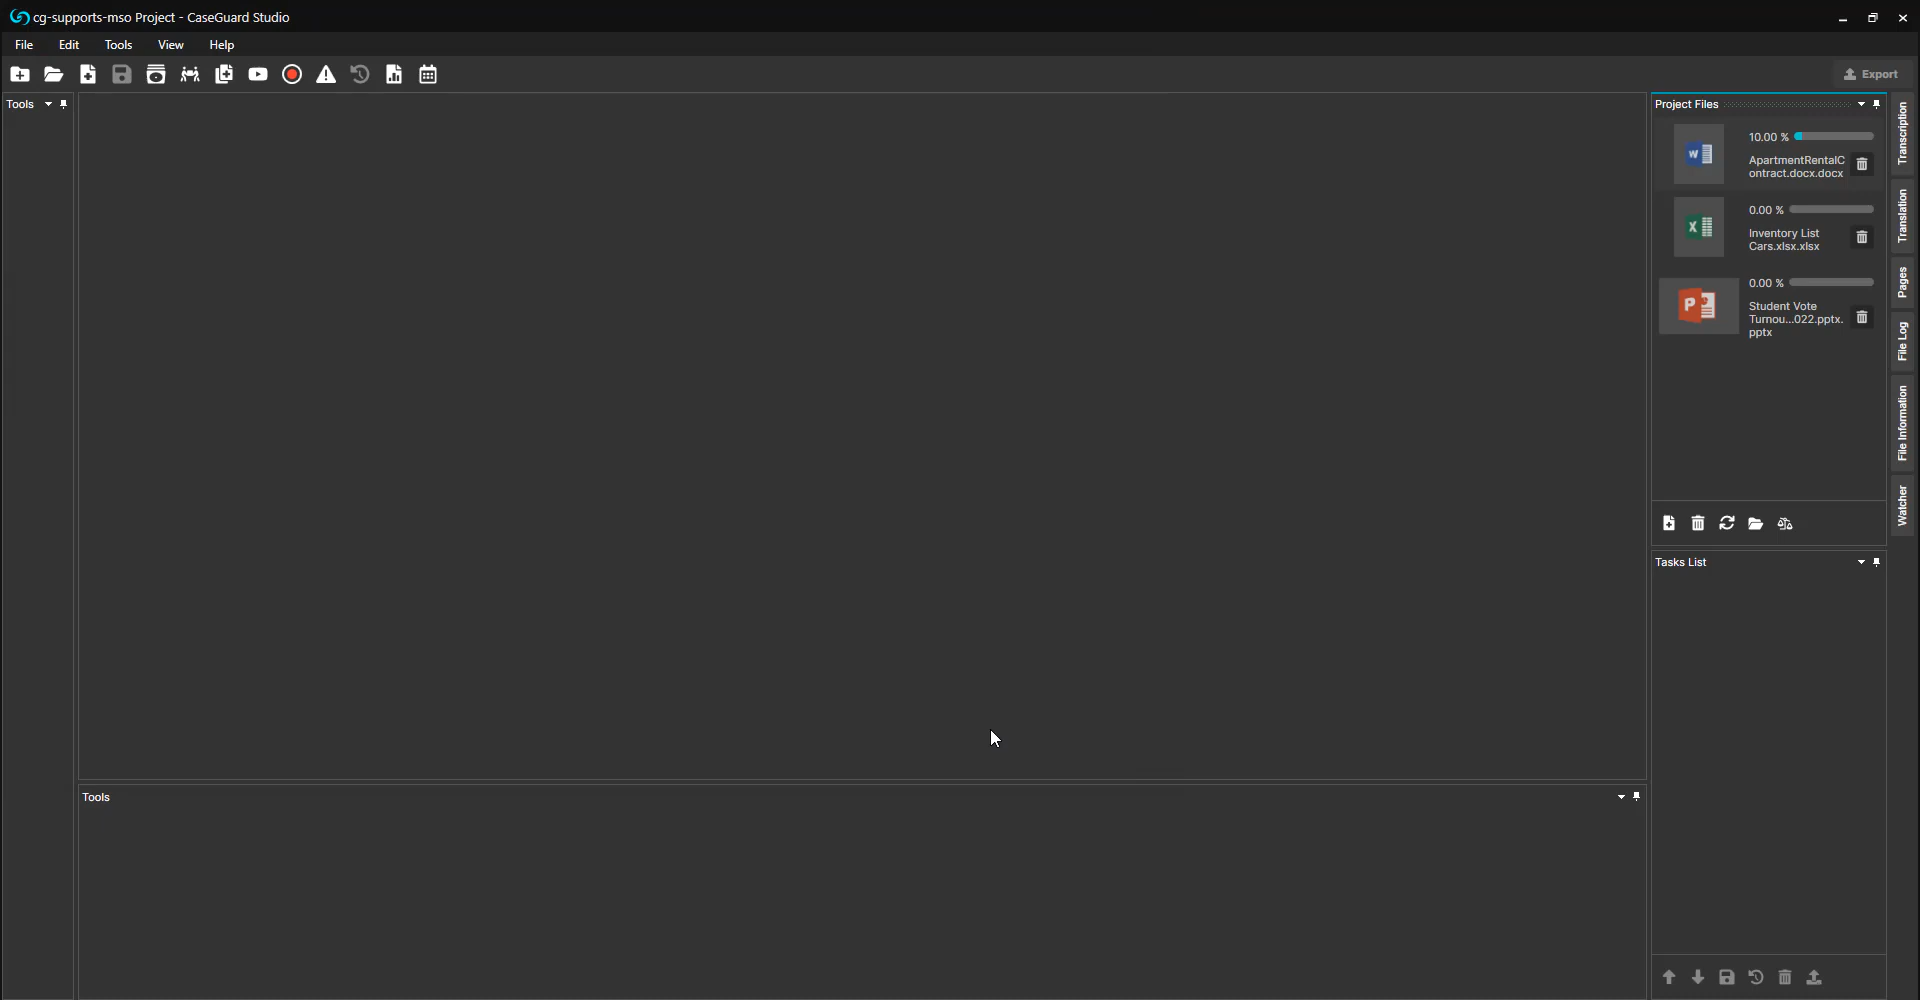 cg-supports-mso Project - CaseGuard Studio
File Edit Tools View Help
Export
Tools
Project Files
10.00 %
ApartmentRentalC
ontract.docx.docx
0.00 %
Inventory List
Cars.xlsx.xlsx
0.00 %
Student Vote
Turnou...022.pptx.
pptx
Transcription
Translation
Pages
File Log
File Information
Watcher
Tasks List
Tools